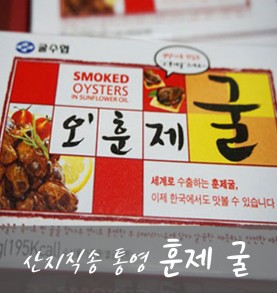 굴수협
SMOKED
OYSTERS
IN SUNFLOWER OIL
오! 훈제 굴
세계로 수출하는 훈제굴,
이제 한국에서도 맛볼 수 있습니다
g(195Kcal)
산지직송 통영 훈제 굴